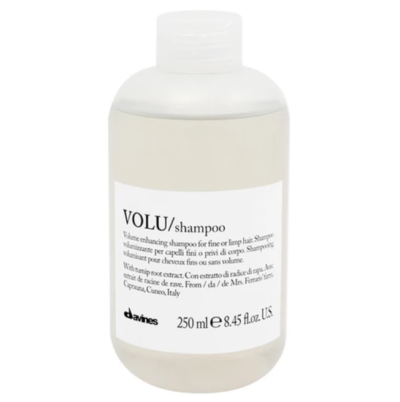 VOLU/shampoo
Volume enhancing shampoo for fine or limp hair. Shampoo
volumizzante per capelli fini o privi di corpo. Shampooing
volumisant pour cheveux fins ou sans volume.
With turnip root extract. Con estratto di radice di rapa. Avec
extrait de racine de rave. From / da / de Mrs. Ferraris' farm,
Caprauna, Cuneo, Italy
davines
250 ml ℮ 8.45 fl oz. U.S.